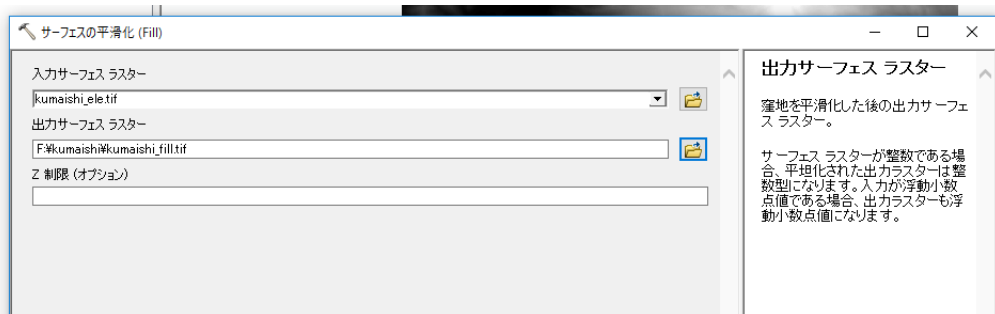 サーフェスの平滑化 (Fill)
入力サーフェス ラスター
kumaishi_ele.tif
出力サーフェス ラスター
F:¥kumaishi¥kumaishi_fill.tif
Z 制限 (オプション)
出力サーフェス ラスター
窪地を平滑化した後の出力サーフェ
ス ラスター。
サーフェス ラスターが整数である場
合、平坦化された出力ラスターは整
数型になります。入力が浮動小数
点値である場合、出力ラスターも浮
動小数点値になります。